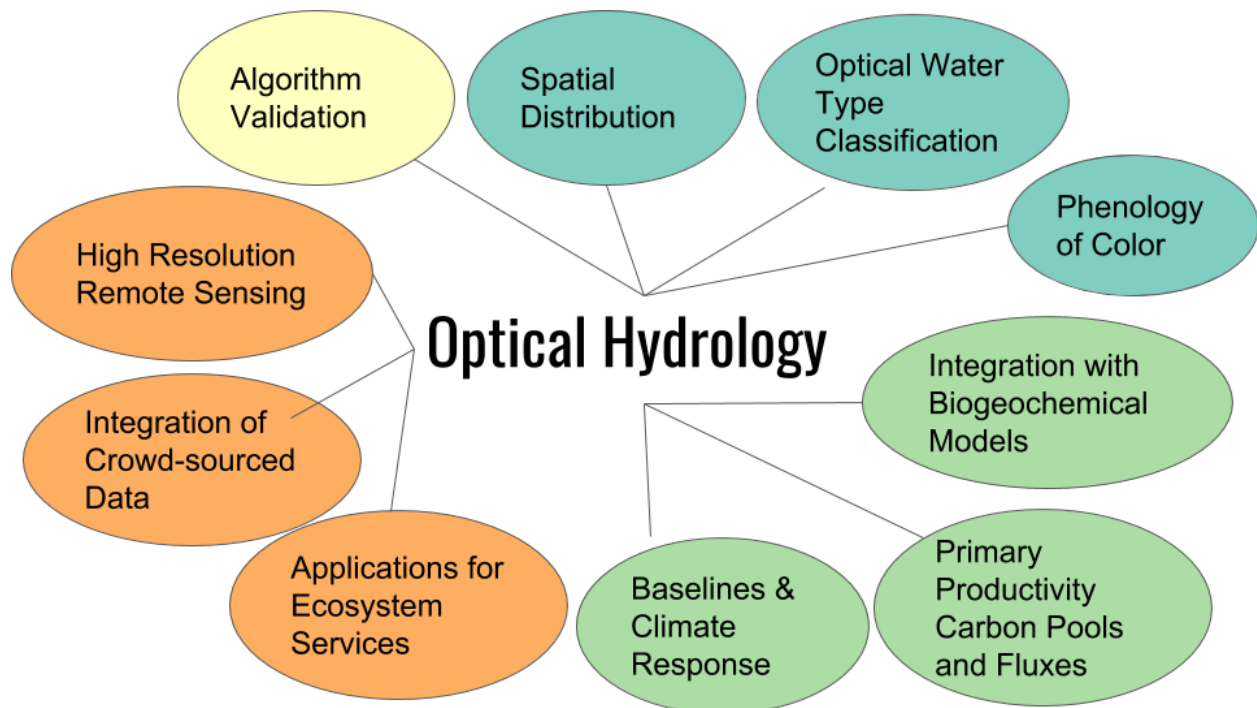 Algorithm
Validation
Spatial
Distribution
Optical Water
Type
Classification
Phenology
of Color
High Resolution
Remote Sensing
Optical Hydrology
Integration with
Biogeochemical
Models
Integration of
Crowd-sourced
Data
Applications for
Ecosystem
Services
Baselines &
Climate
Response
Primary
Productivity
Carbon Pools
and Fluxes